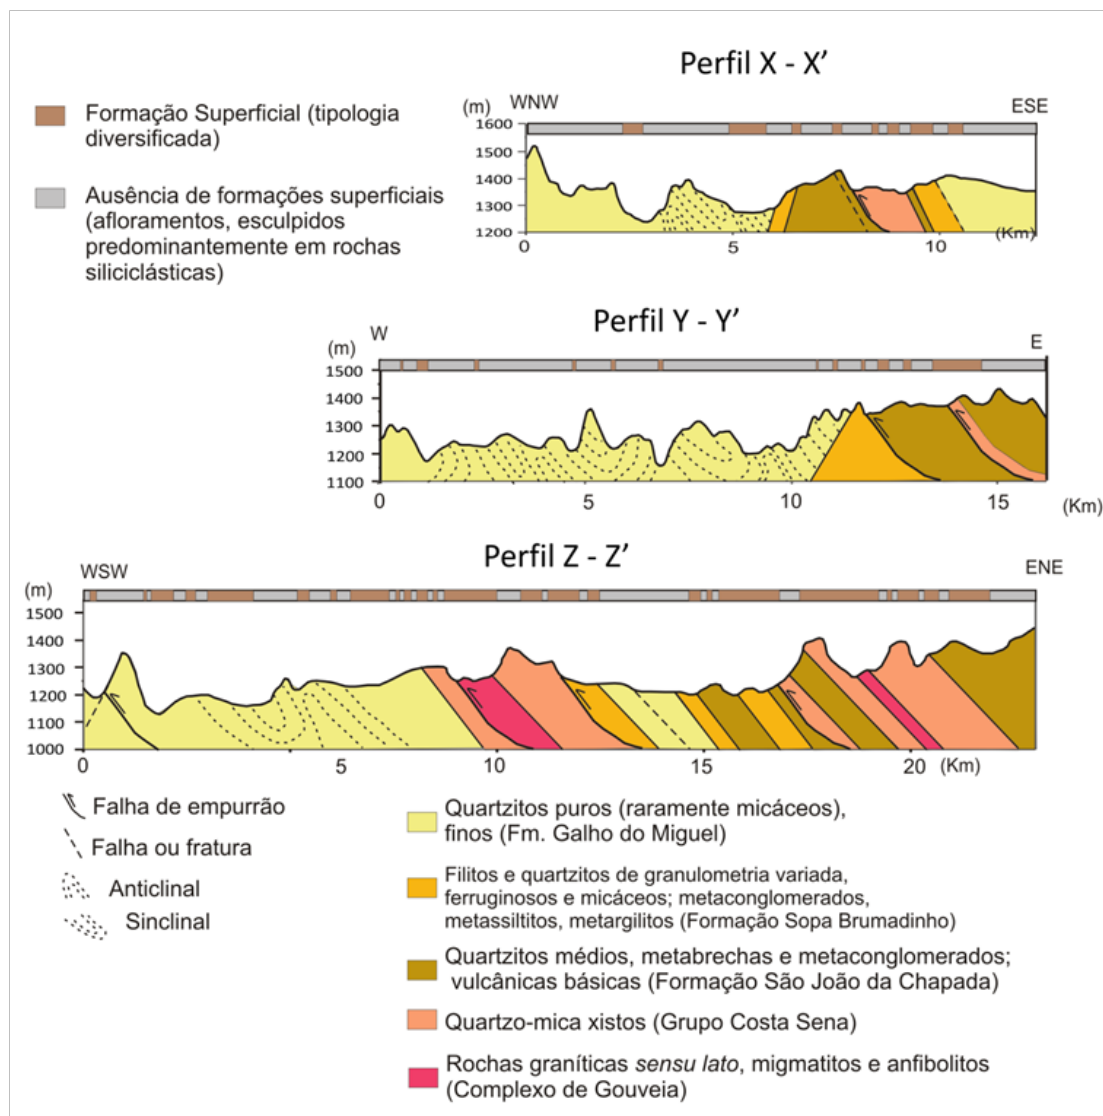 Perfil X - X’
Formação Superficial (tipologia
diversificada)
Ausência de formações superficiais
(afloramentos, esculpidos
predominantemente em rochas
siliciclásticas)
(m) WNW ESE
1600
1500
1400
1300
1200
0 5 10 (Km)
Perfil Y - Y’
W E
(m)
1500
1400
1300
1200
1100
0 5 10 15 (Km)
Perfil Z - Z’
WSW ENE
(m)
1500
1400
1300
1200
1100
1000
0 5 10 15 20 (Km)
Falha de empurrão
Falha ou fratura
Anticlinal
Sinclinal
Quartzitos puros (raramente micáceos),
finos (Fm. Galho do Miguel)
Filitos e quartzitos de granulometria variada,
ferruginosos e micáceos; metaconglomerados,
metassiltitos, metargilitos (Formação Sopa Brumadinho)
Quartzitos médios, metabrechas e metaconglomerados;
vulcânicas básicas (Formação São João da Chapada)
Quartzo-mica xistos (Grupo Costa Sena)
Rochas graníticas sensu lato, migmatitos e anfibolitos
(Complexo de Gouveia)